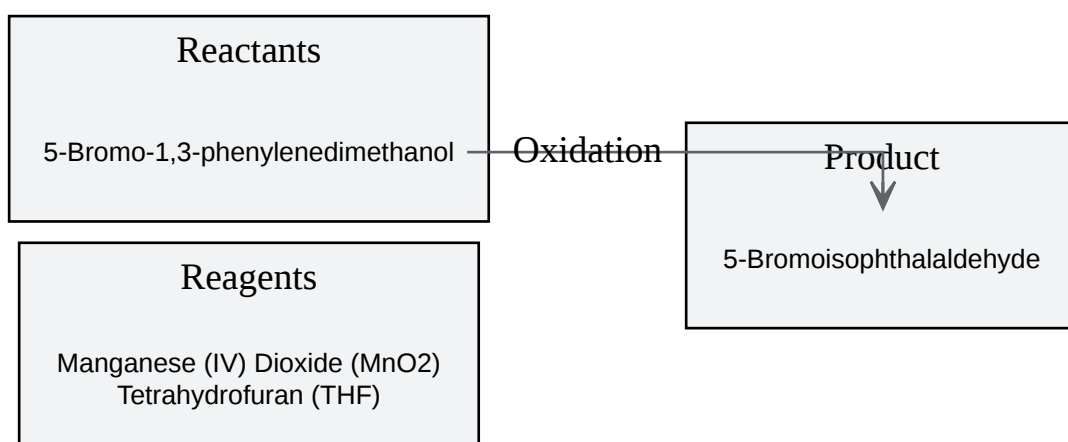 Reactants
5-Bromo-1,3-phenylenedimethanol
Oxidation
Product
5-Bromoisophthalaldehyde
Reagents
Manganese (IV) Dioxide (MnO2)
Tetrahydrofuran (THF)